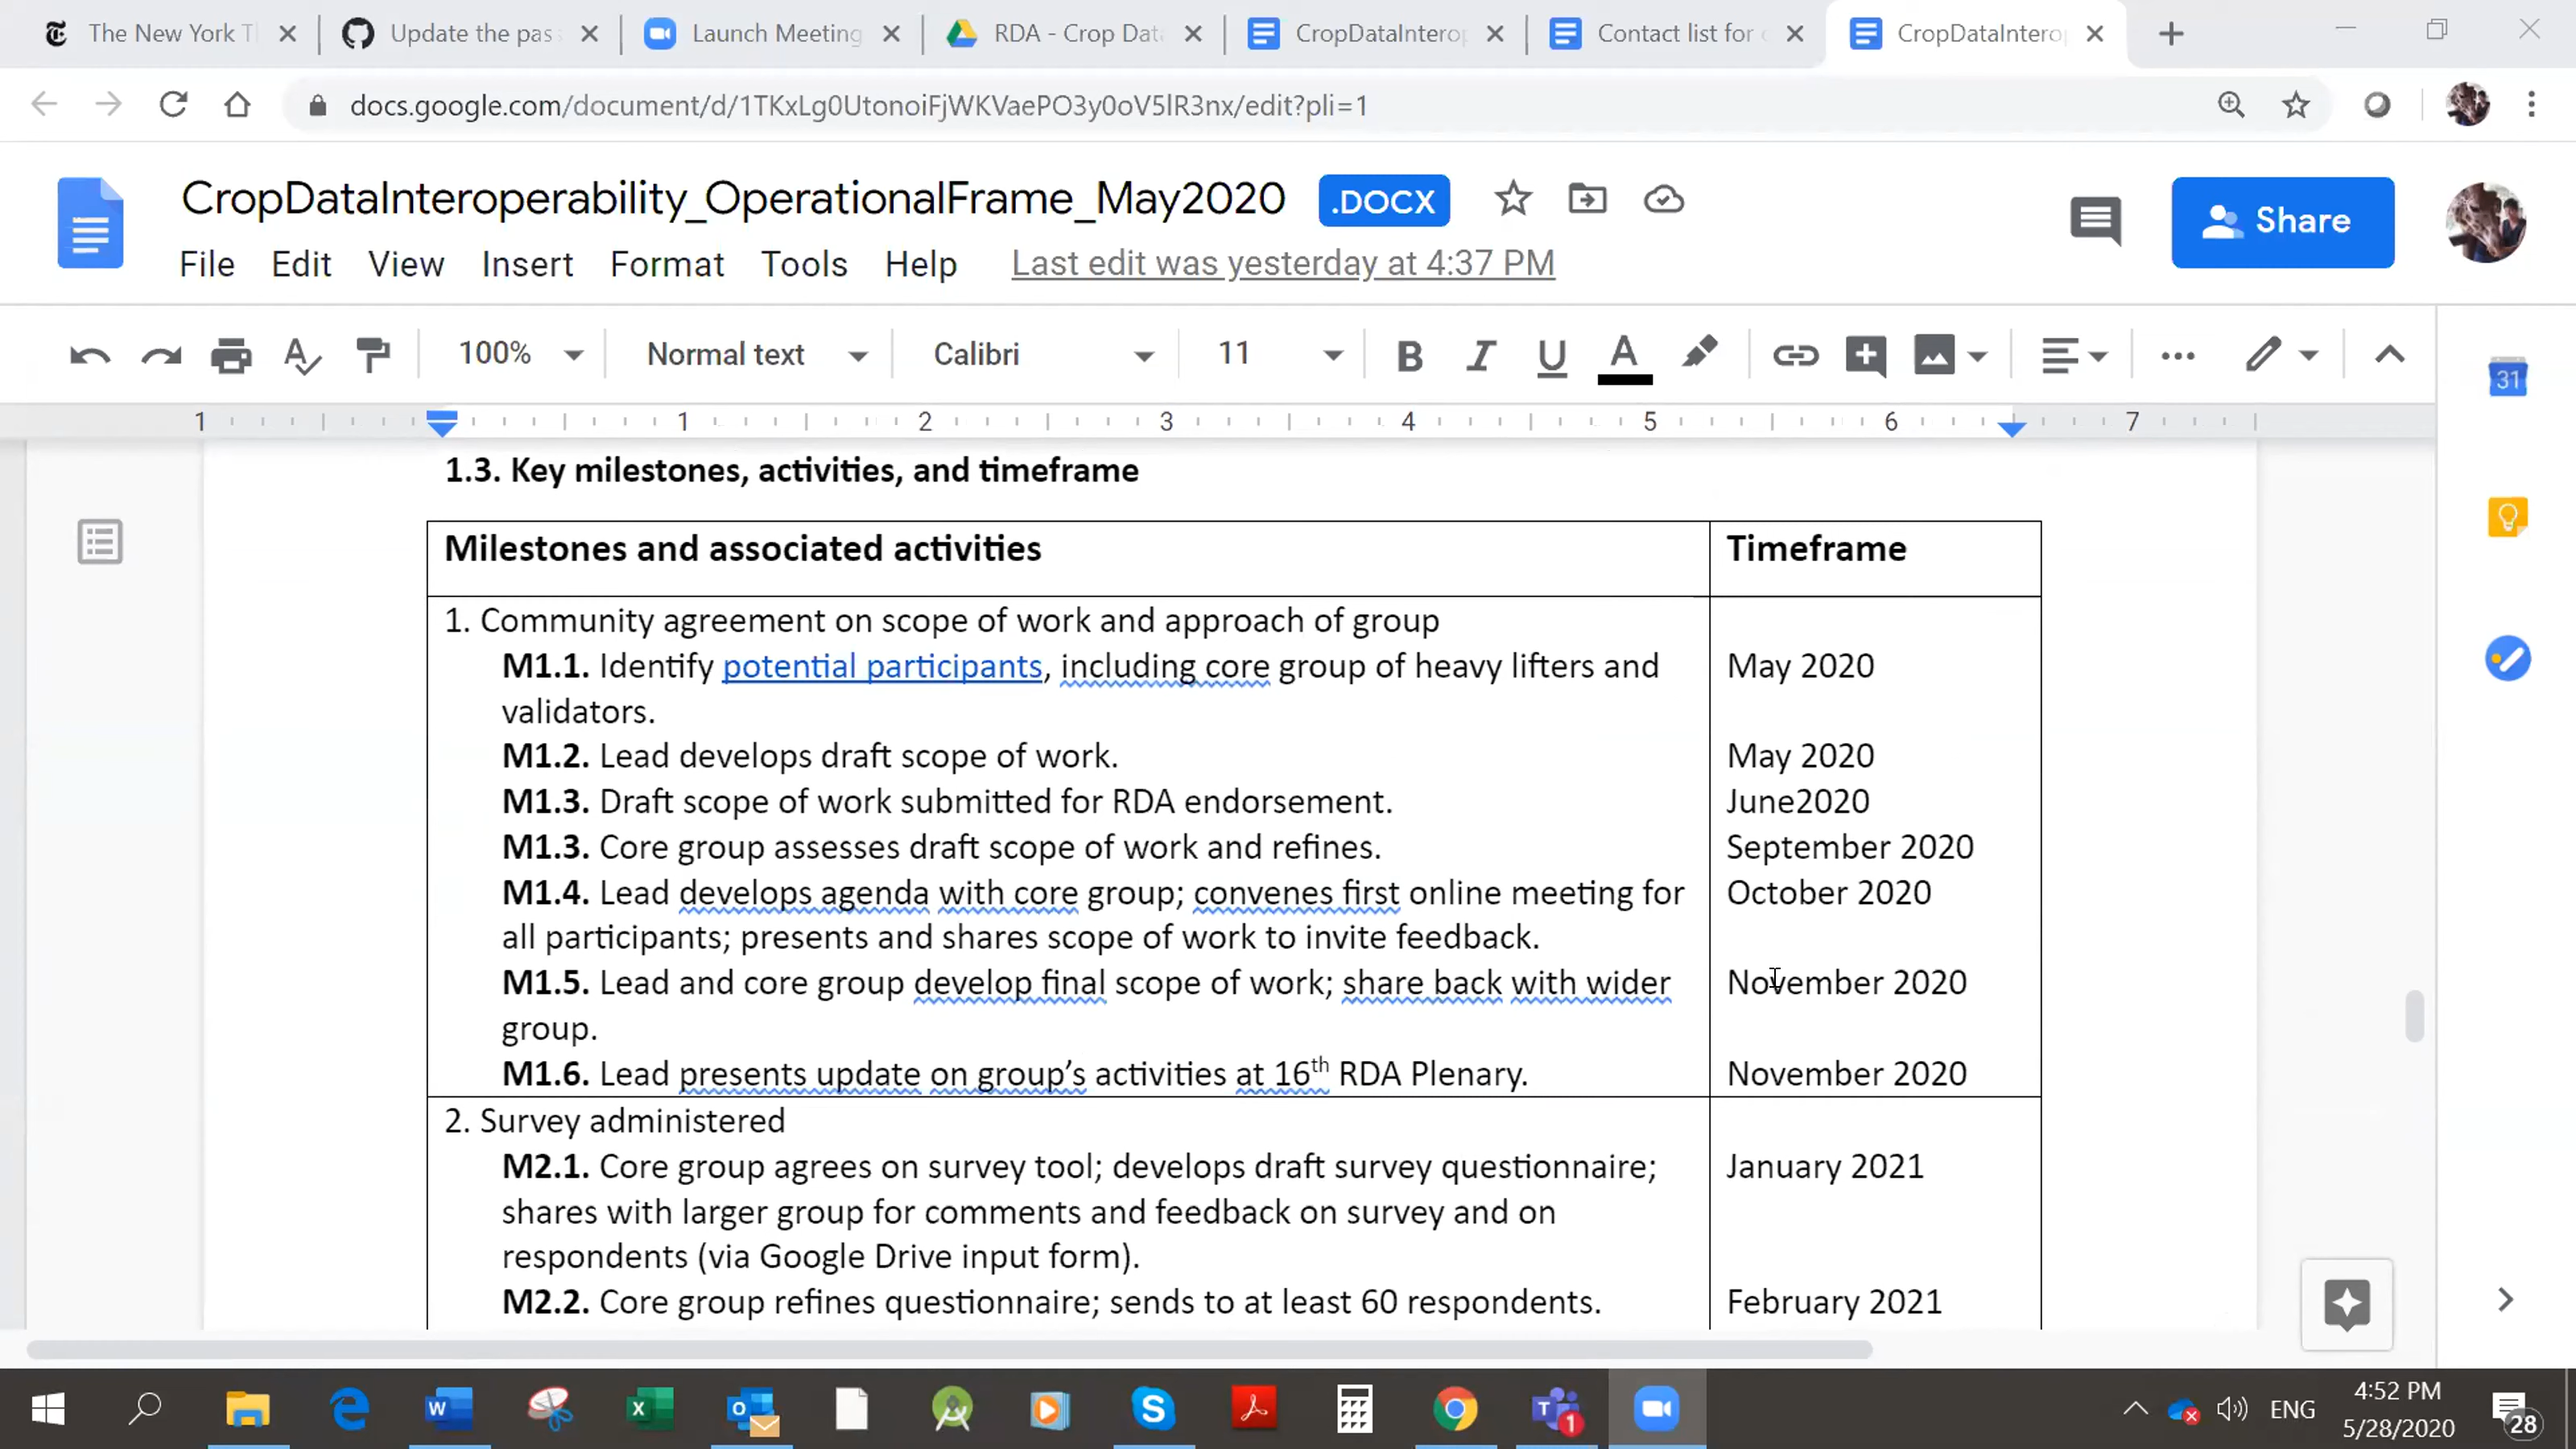 The New York T
Update the pas
Launch Meeting
RDA - Crop Dat
CropDataInterop
Contact list for
CropDataInterop
docs.google.com/document/d/1TKxLg0UtonoiFjWKVaePO3y0oV5lR3nx/edit?pli=1
CropDataInteroperability_OperationalFrame_May2020 .DOCX
Share
File Edit View Insert Format Tools Help Last edit was yesterday at 4:37 PM
100% Normal text Calibri 11 B I U A
31
1 1 2 3 4 5 6 7
1.3. Key milestones, activities, and timeframe
Milestones and associated activities Timeframe
1. Community agreement on scope of work and approach of group
M1.1. Identify potential participants, including core group of heavy lifters and May 2020
validators.
M1.2. Lead develops draft scope of work. May 2020
M1.3. Draft scope of work submitted for RDA endorsement. June2020
M1.3. Core group assesses draft scope of work and refines. September 2020
M1.4. Lead develops agenda with core group; convenes first online meeting for October 2020
all participants; presents and shares scope of work to invite feedback.
M1.5. Lead and core group develop final scope of work; share back with wider November 2020
group.
M1.6. Lead presents update on group's activities at 16th RDA Plenary. November 2020
2. Survey administered
M2.1. Core group agrees on survey tool; develops draft survey questionnaire; January 2021
shares with larger group for comments and feedback on survey and on
respondents (via Google Drive input form).
M2.2. Core group refines questionnaire; sends to at least 60 respondents. February 2021
ENG
4:52 PM
5/28/2020
28